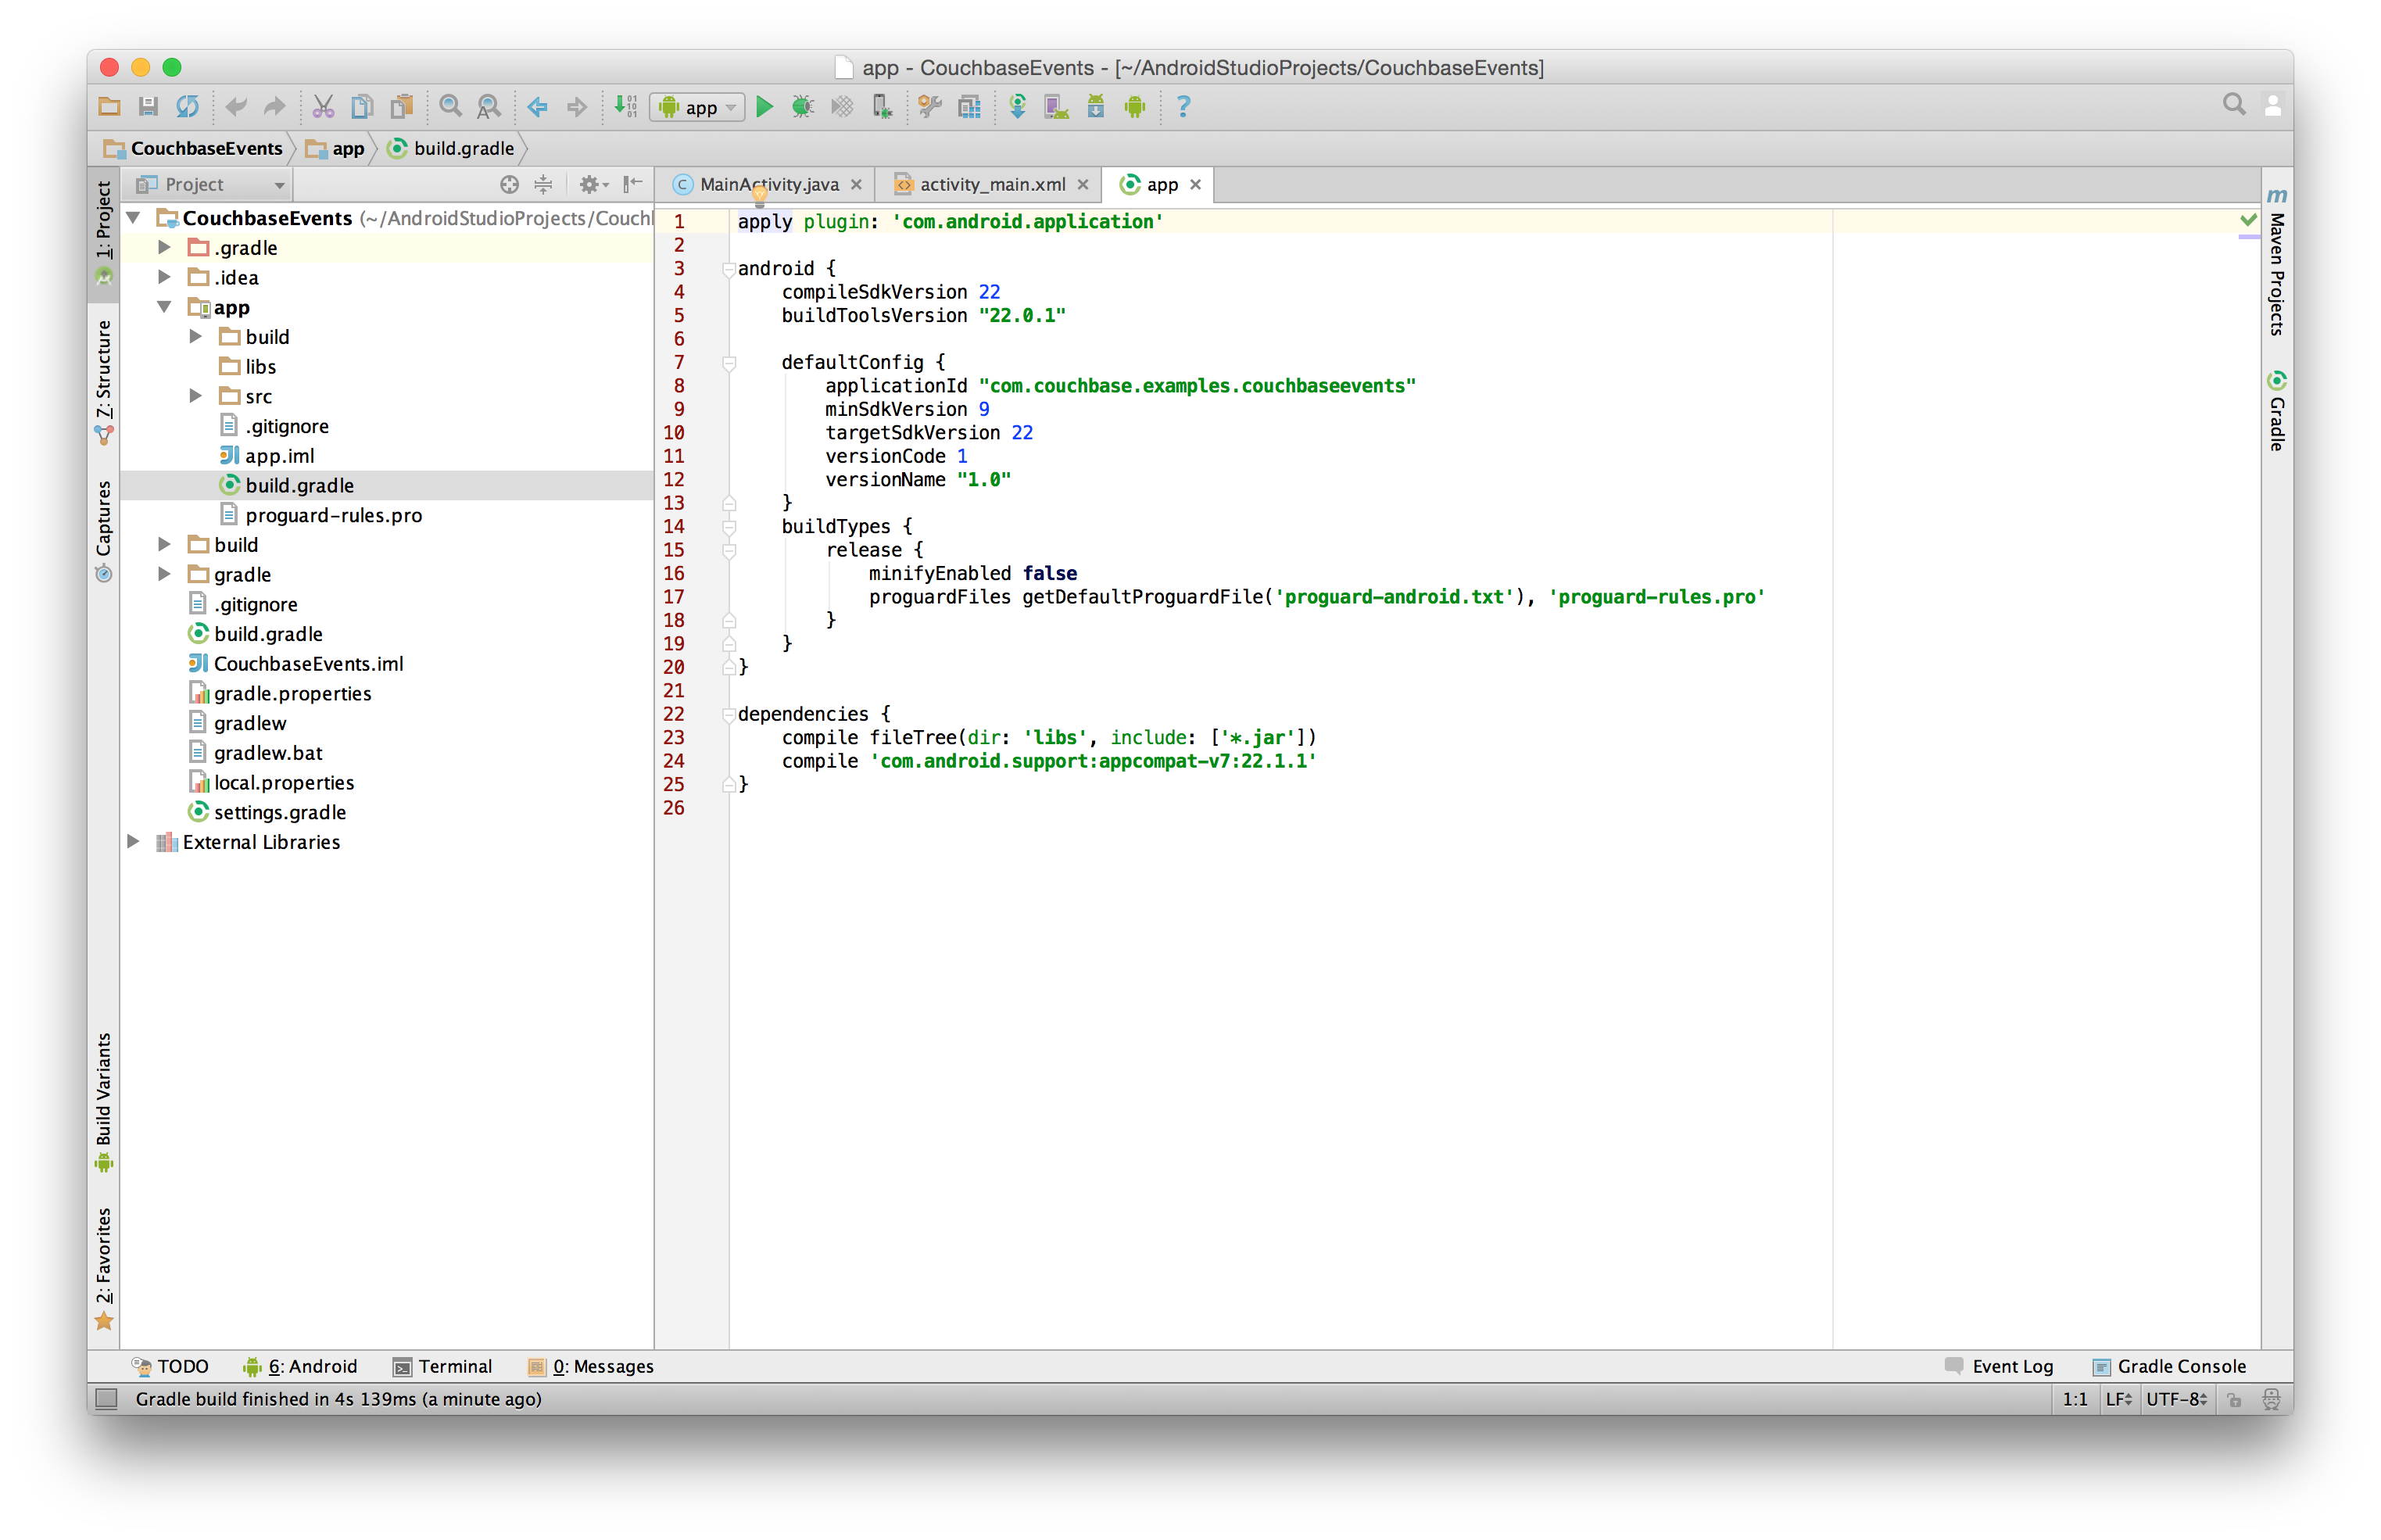 app - CouchbaseEvents - [~/AndroidStudioProjects/CouchbaseEvents]
app
?
CouchbaseEvents app build.gradle
1: Project
7: Structure
Captures
Build Variants
2: Favorites
Project
CouchbaseEvents (~/AndroidStudioProjects/Couchl
.gradle
.idea
app
build
libs
src
.gitignore
app.iml
build.gradle
proguard-rules.pro
build
gradle
.gitignore
build.gradle
CouchbaseEvents.iml
gradle.properties
gradlew
gradlew.bat
local.properties
settings.gradle
External Libraries
MainActivity.java activity_main.xml app
1 apply plugin: 'com.android.application'
2
3 android {
4 compileSdkVersion 22
5 buildToolsVersion "22.0.1"
6
7 defaultConfig {
8 applicationId "com.couchbase.examples.couchbaseevents"
9 minSdkVersion 9
10 targetSdkVersion 22
11 versionCode 1
12 versionName "1.0"
13 }
14 buildTypes {
15 release {
16 minifyEnabled false
17 proguardFiles getDefaultProguardFile('proguard-android.txt'), 'proguard-rules.pro'
18 }
19 }
20 }
21
22 dependencies {
23 compile fileTree(dir: 'libs', include: ['*.jar'])
24 compile 'com.android.support:appcompat-v7:22.1.1'
25 }
26
m Maven Projects
Gradle
TODO 6: Android Terminal 0: Messages Event Log Gradle Console
Gradle build finished in 4s 139ms (a minute ago) 1:1 LF UTF-8